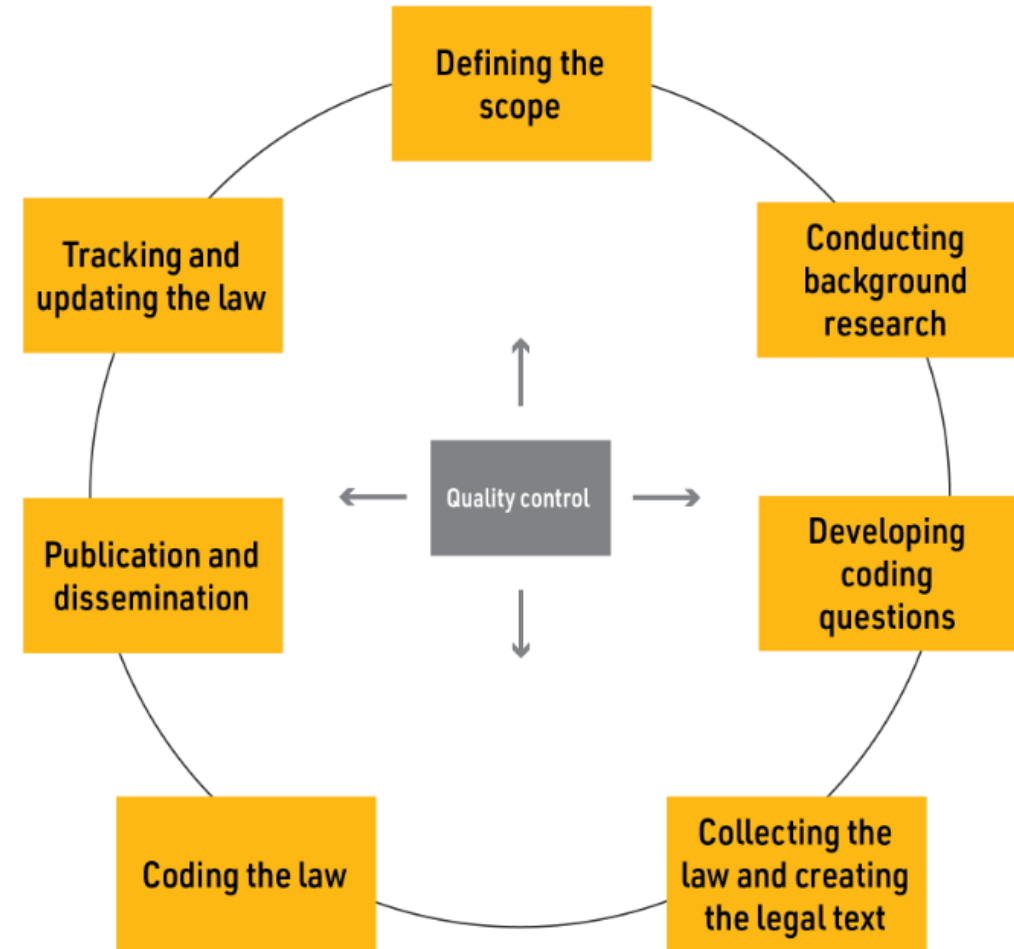 Defining the
scope
Conducting
background
research
Developing
coding
questions
Collecting the
law and creating
the legal text
Coding the law
Publication and
dissemination
Tracking and
updating the law
Quality control